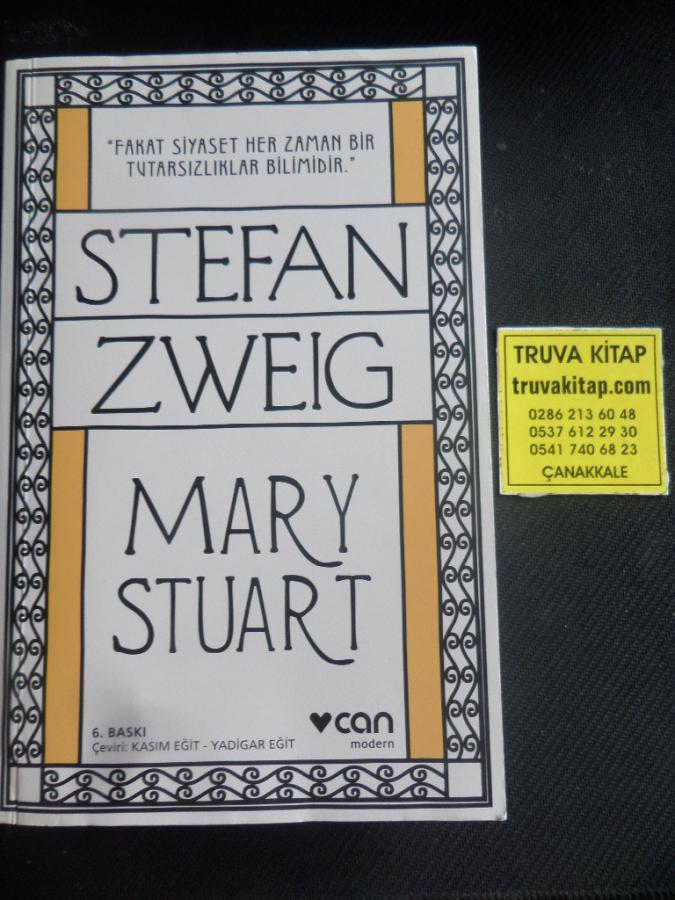 "FAKAT SİYASET HER ZAMAN BİR
TUTARSIZLIKLAR BİLİMİDİR."
STEFAN
ZWEIG
MARY
STUART
6. BASKI
Çeviri: KASIM EĞİT - YADİGAR EĞİT
can
modern
TRUVA KİTAP
truvakitap.com
0286 213 60 48
0537 612 29 30
0541 740 68 23
ÇANAKKALE